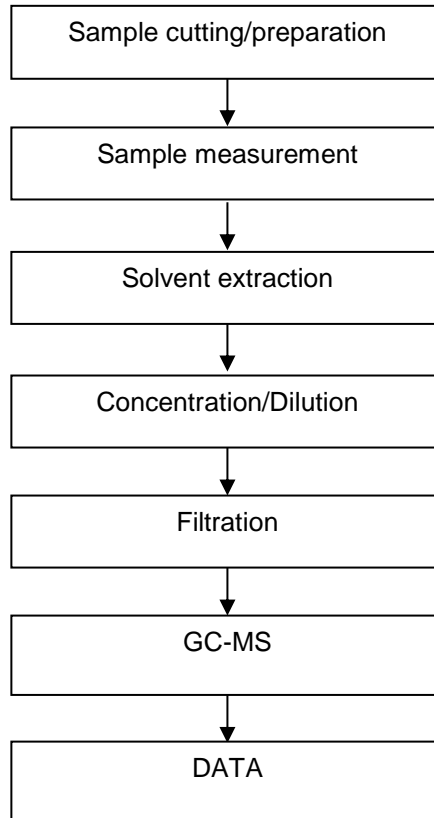 Sample cutting/preparation
Sample measurement
Solvent extraction
Concentration/Dilution
Filtration
GC-MS
DATA